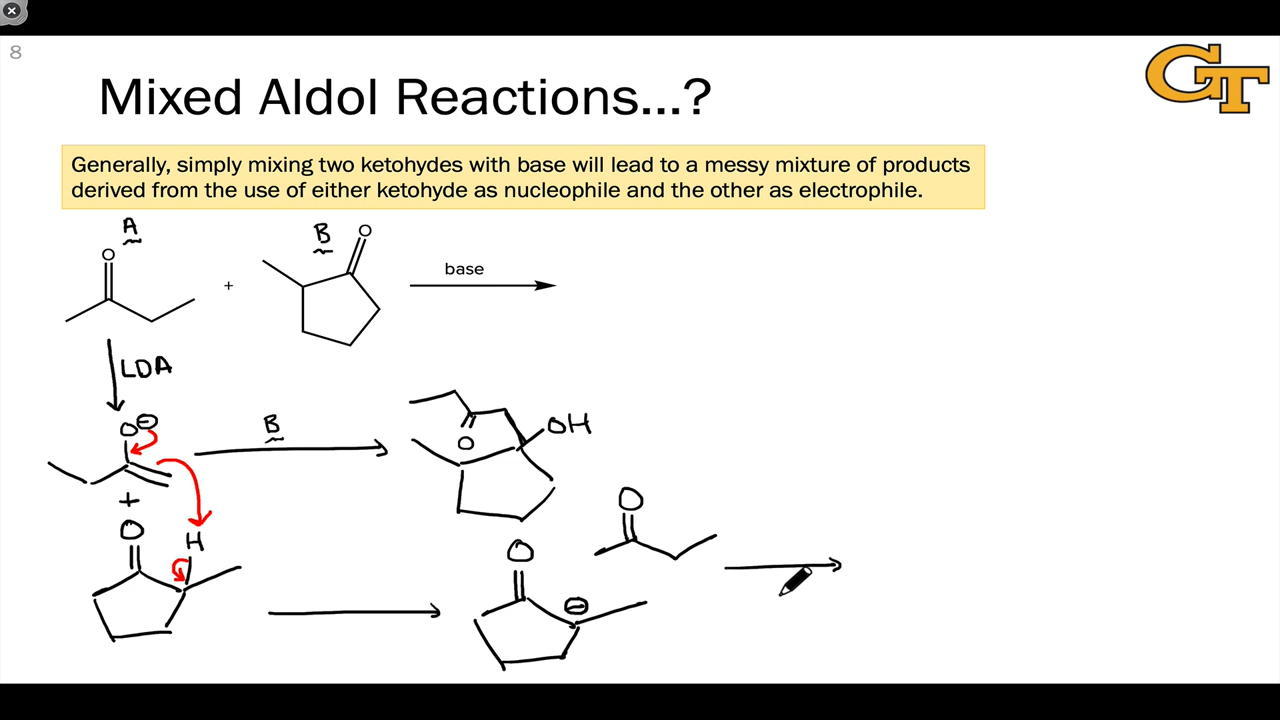 8
GT
Mixed Aldol Reactions...?
Generally, simply mixing two ketohydes with base will lead to a messy mixture of products
derived from the use of either ketohyde as nucleophile and the other as electrophile.
A
B
O
O
+
base
LDA
O⊖
B
OH
O
+
O
H
O
O
⊖